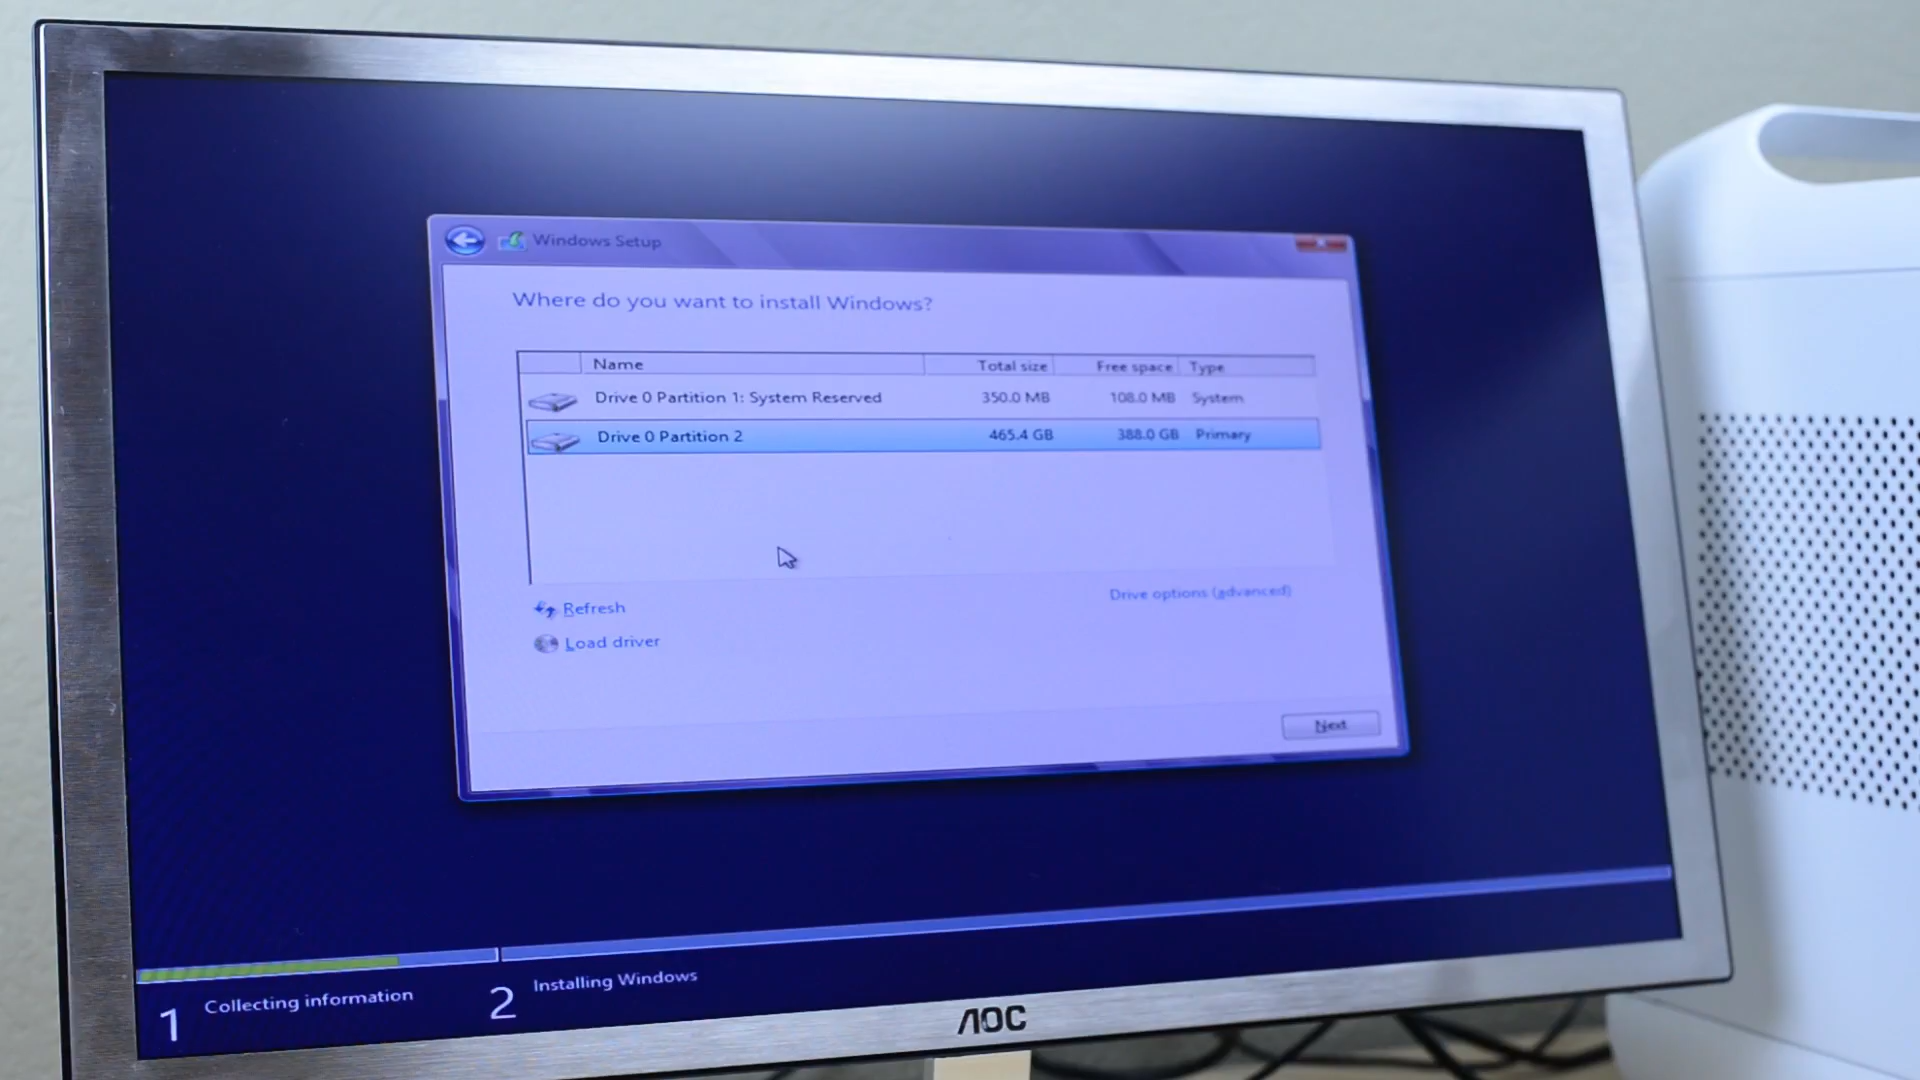 Windows Setup
Where do you want to install Windows?
Name Total size Free space Type
Drive 0 Partition 1: System Reserved 350.0 MB 108.0 MB System
Drive 0 Partition 2 465.4 GB 388.0 GB Primary
Refresh
Drive options (advanced)
Load driver
Next
1 Collecting information
2 Installing Windows
AOC